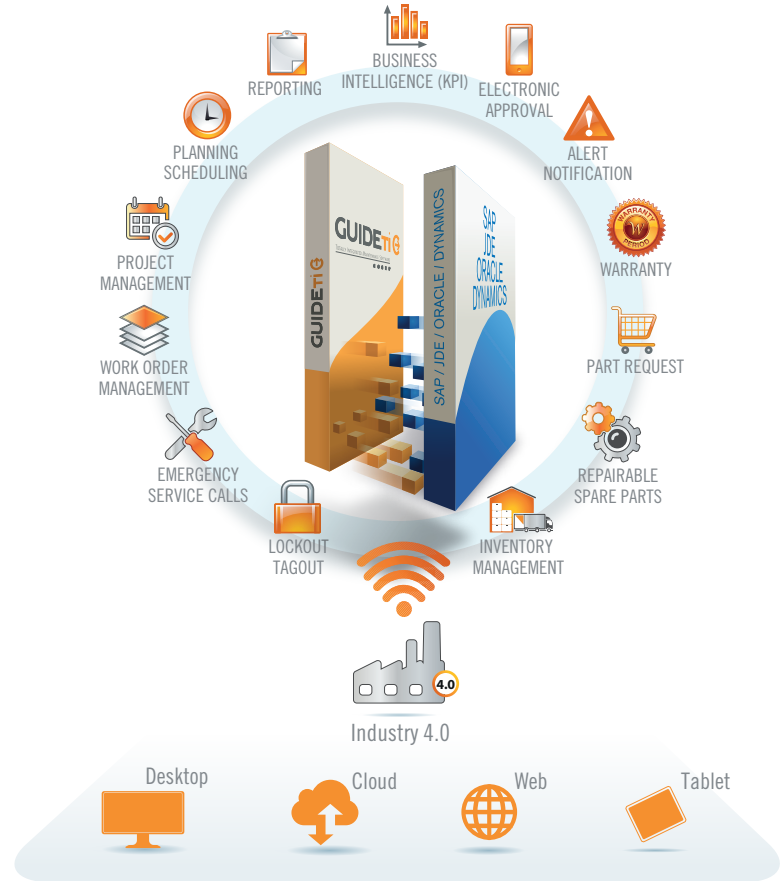 BUSINESS
INTELLIGENCE (KPI)
REPORTING
ELECTRONIC
APPROVAL
PLANNING
SCHEDULING
ALERT
NOTIFICATION
PROJECT
MANAGEMENT
WARRANTY
PERIOD
W
WARRANTY
WORK ORDER
MANAGEMENT
PART REQUEST
EMERGENCY
SERVICE CALLS
REPAIRABLE
SPARE PARTS
LOCKOUT
TAGOUT
INVENTORY
MANAGEMENT
GUIDETi
GUIDETi
SAP / JDE / ORACLE / DYNAMICS
SAP
JDE
ORACLE
DYNAMICS
4.0
Industry 4.0
Desktop
Cloud
Web
Tablet